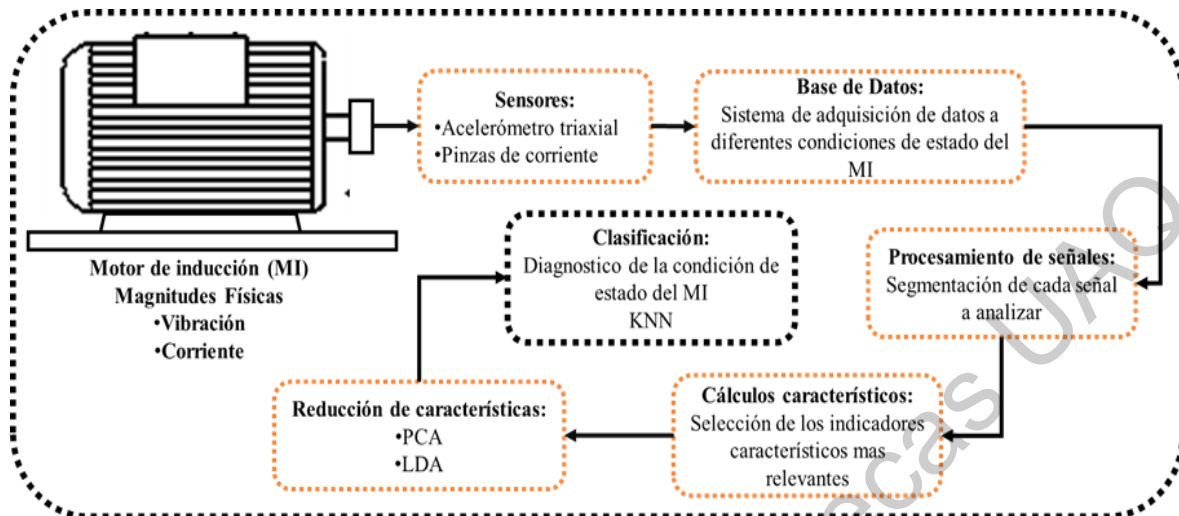 Motor de inducción (MI)
Magnitudes Físicas
•Vibración
•Corriente
Sensores:
•Acelerómetro triaxial
•Pinzas de corriente
Base de Datos:
Sistema de adquisición de datos a
diferentes condiciones de estado del
MI
Procesamiento de señales:
Segmentación de cada señal
a analizar
Cálculos característicos:
Selección de los indicadores
característicos mas
relevantes
Reducción de características:
•PCA
•LDA
Clasificación:
Diagnostico de la condición de
estado del MI
KNN
UAQ